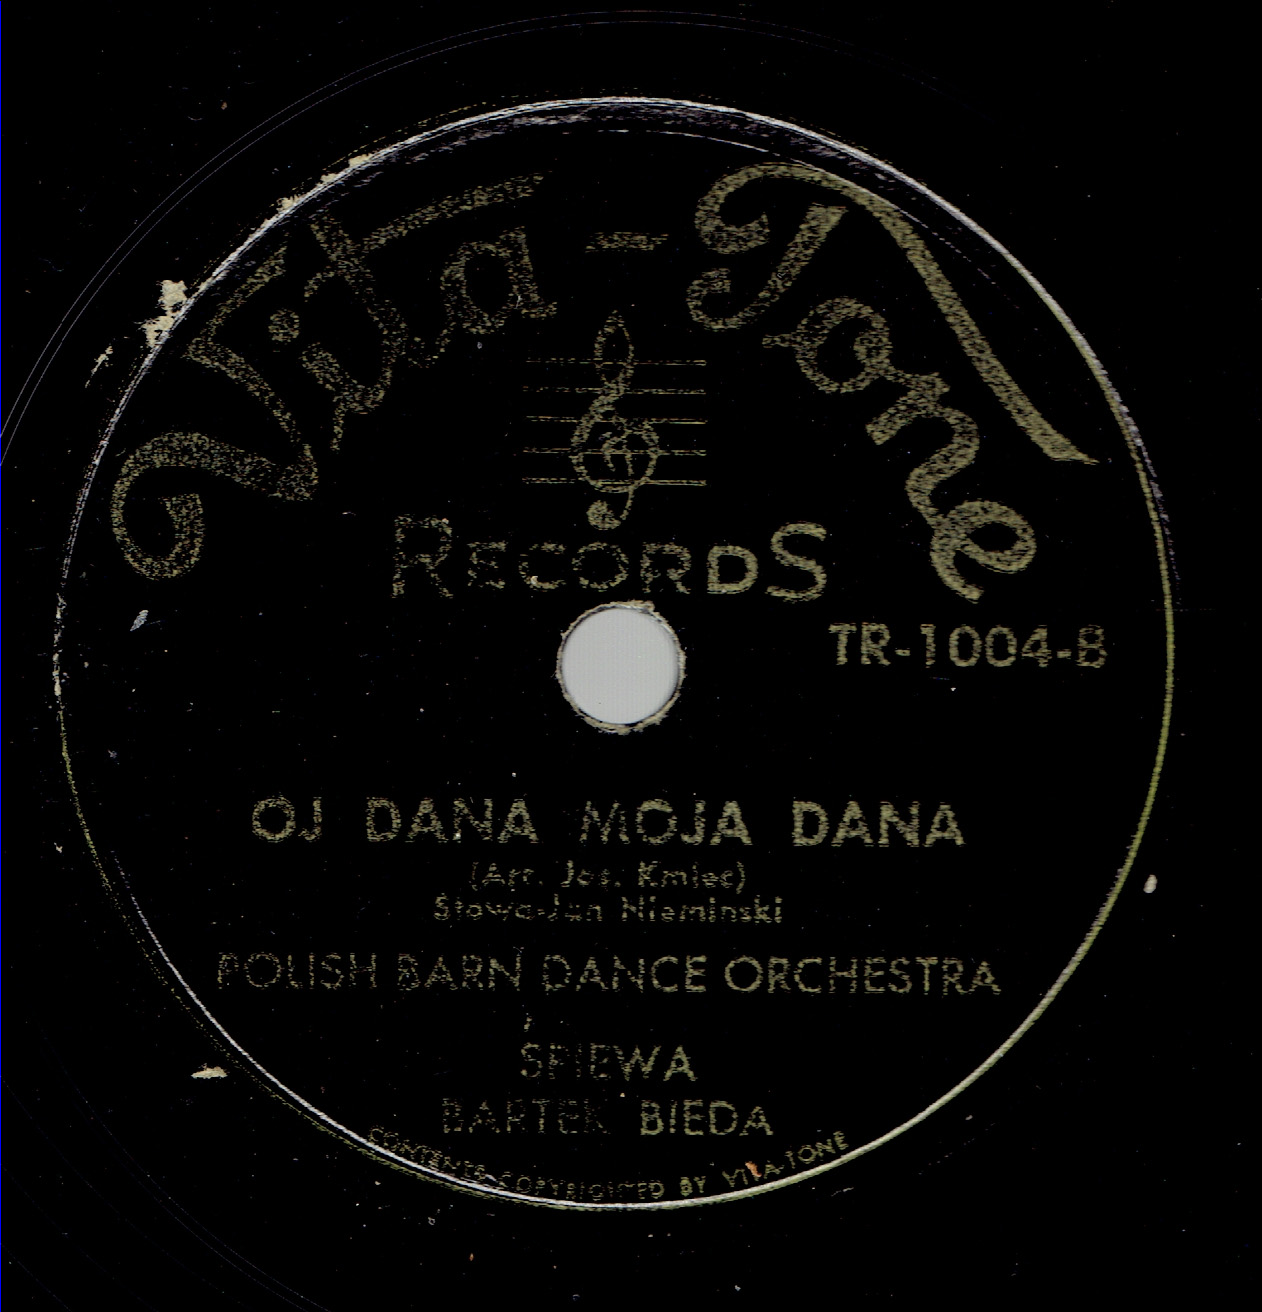 Vita-Tone
RECORDS
TR-1004-B
OJ DANA MOJA DANA
(Arr. Jos. Kmiec)
Słowa-Jan Nieminski
POLISH BARN DANCE ORCHESTRA
ŚPIEWA
BARTEK BIEDA
CONTENTS COPYRIGHTED BY VITA-TONE